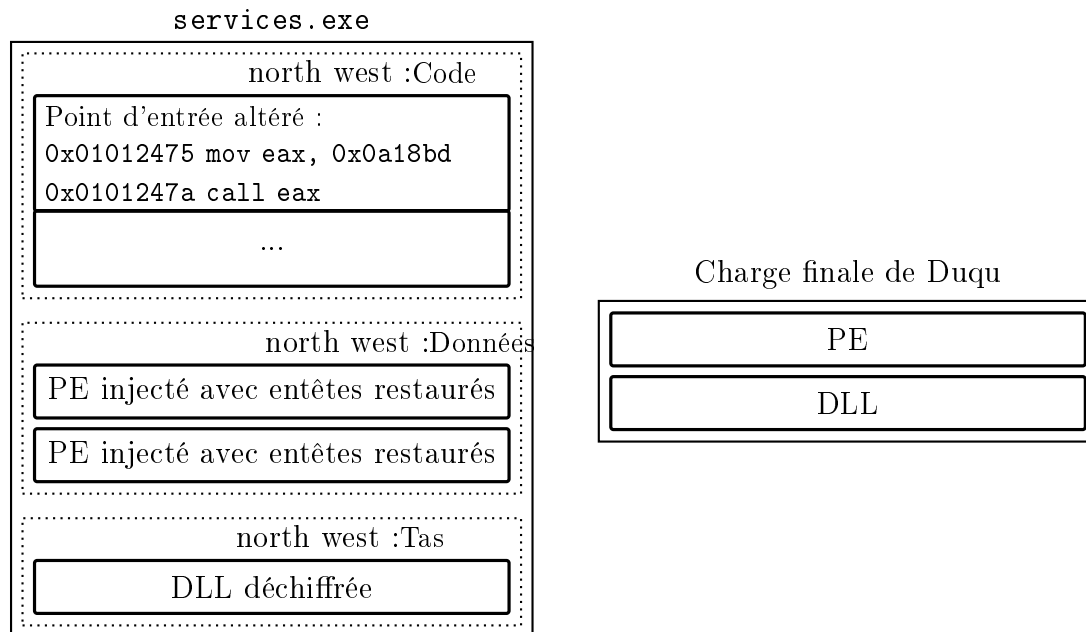 services.exe
north west :Code
Point d'entrée altéré :
0x01012475 mov eax, 0x0a18bd
0x0101247a call eax
...
north west :Données
PE injecté avec entêtes restaurés
PE injecté avec entêtes restaurés
north west :Tas
DLL déchiffrée
Charge finale de Duqu
PE
DLL